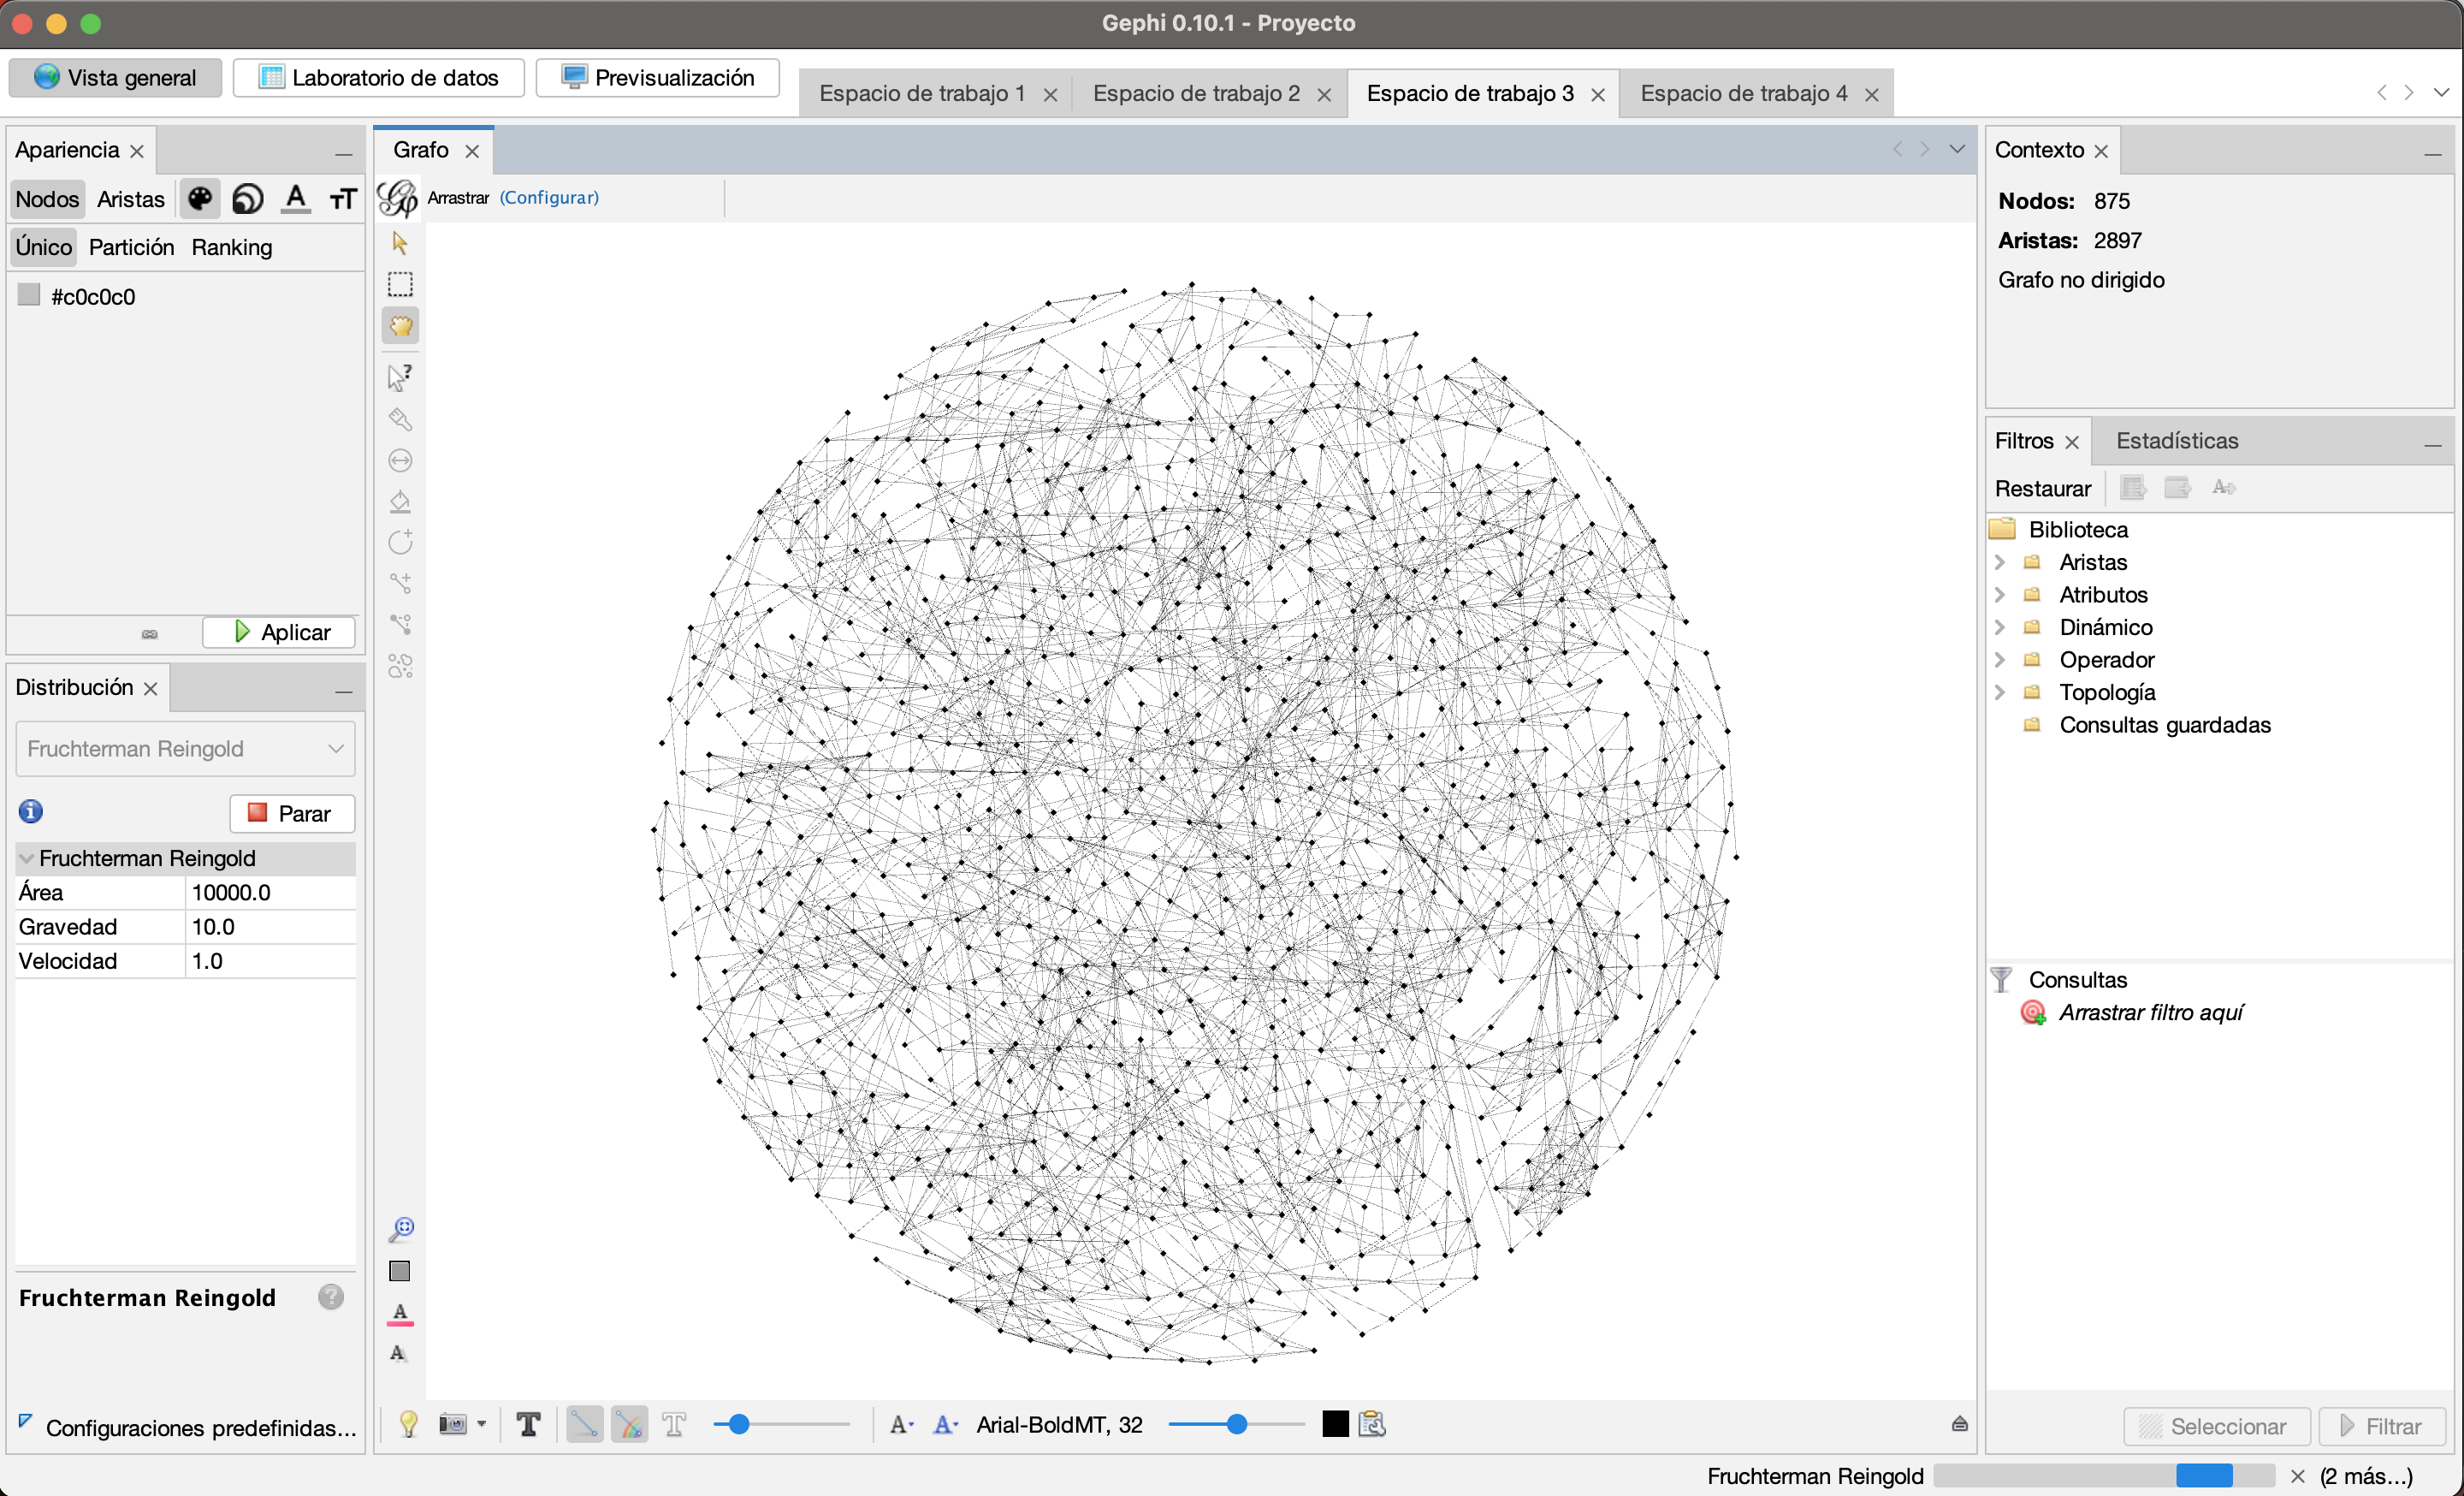 Gephi 0.10.1 - Proyecto
Vista general
Laboratorio de datos
Previsualización
Espacio de trabajo 1
Espacio de trabajo 2
Espacio de trabajo 3
Espacio de trabajo 4
Apariencia
Nodos Aristas
Único Partición Ranking
#c0c0c0
Aplicar
Distribución
Fruchterman Reingold
Parar
Fruchterman Reingold
Área 10000.0
Gravedad 10.0
Velocidad 1.0
Fruchterman Reingold
Configuraciones predefinidas...
Grafo
Arrastrar (Configurar)
Arial-BoldMT, 32
Contexto
Nodos: 875
Aristas: 2897
Grafo no dirigido
Filtros
Estadísticas
Restaurar
Biblioteca
Aristas
Atributos
Dinámico
Operador
Topología
Consultas guardadas
Consultas
Arrastrar filtro aquí
Seleccionar
Filtrar
Fruchterman Reingold
(2 más...)